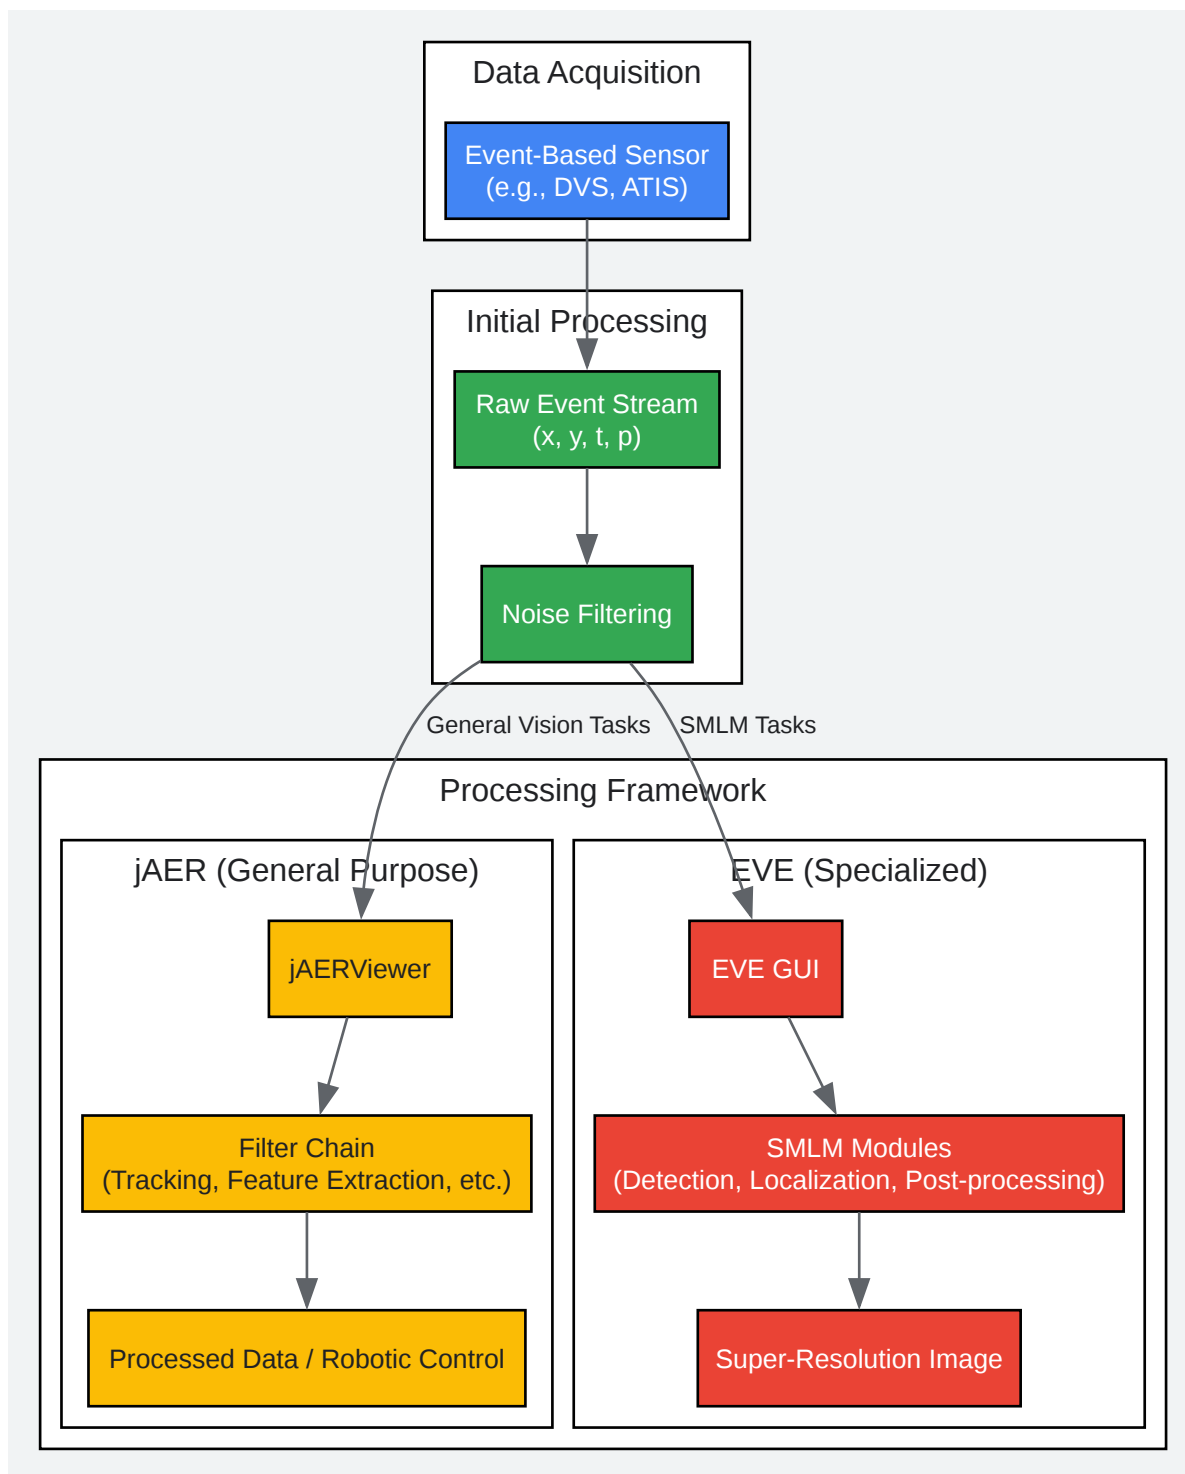 Data Acquisition
Event-Based Sensor
(e.g., DVS, ATIS)
Initial Processing
Raw Event Stream
(x, y, t, p)
Noise Filtering
General Vision Tasks
SMLM Tasks
Processing Framework
jAER (General Purpose)
jAERViewer
Filter Chain
(Tracking, Feature Extraction, etc.)
Processed Data / Robotic Control
EVE (Specialized)
EVE GUI
SMLM Modules
(Detection, Localization, Post-processing)
Super-Resolution Image